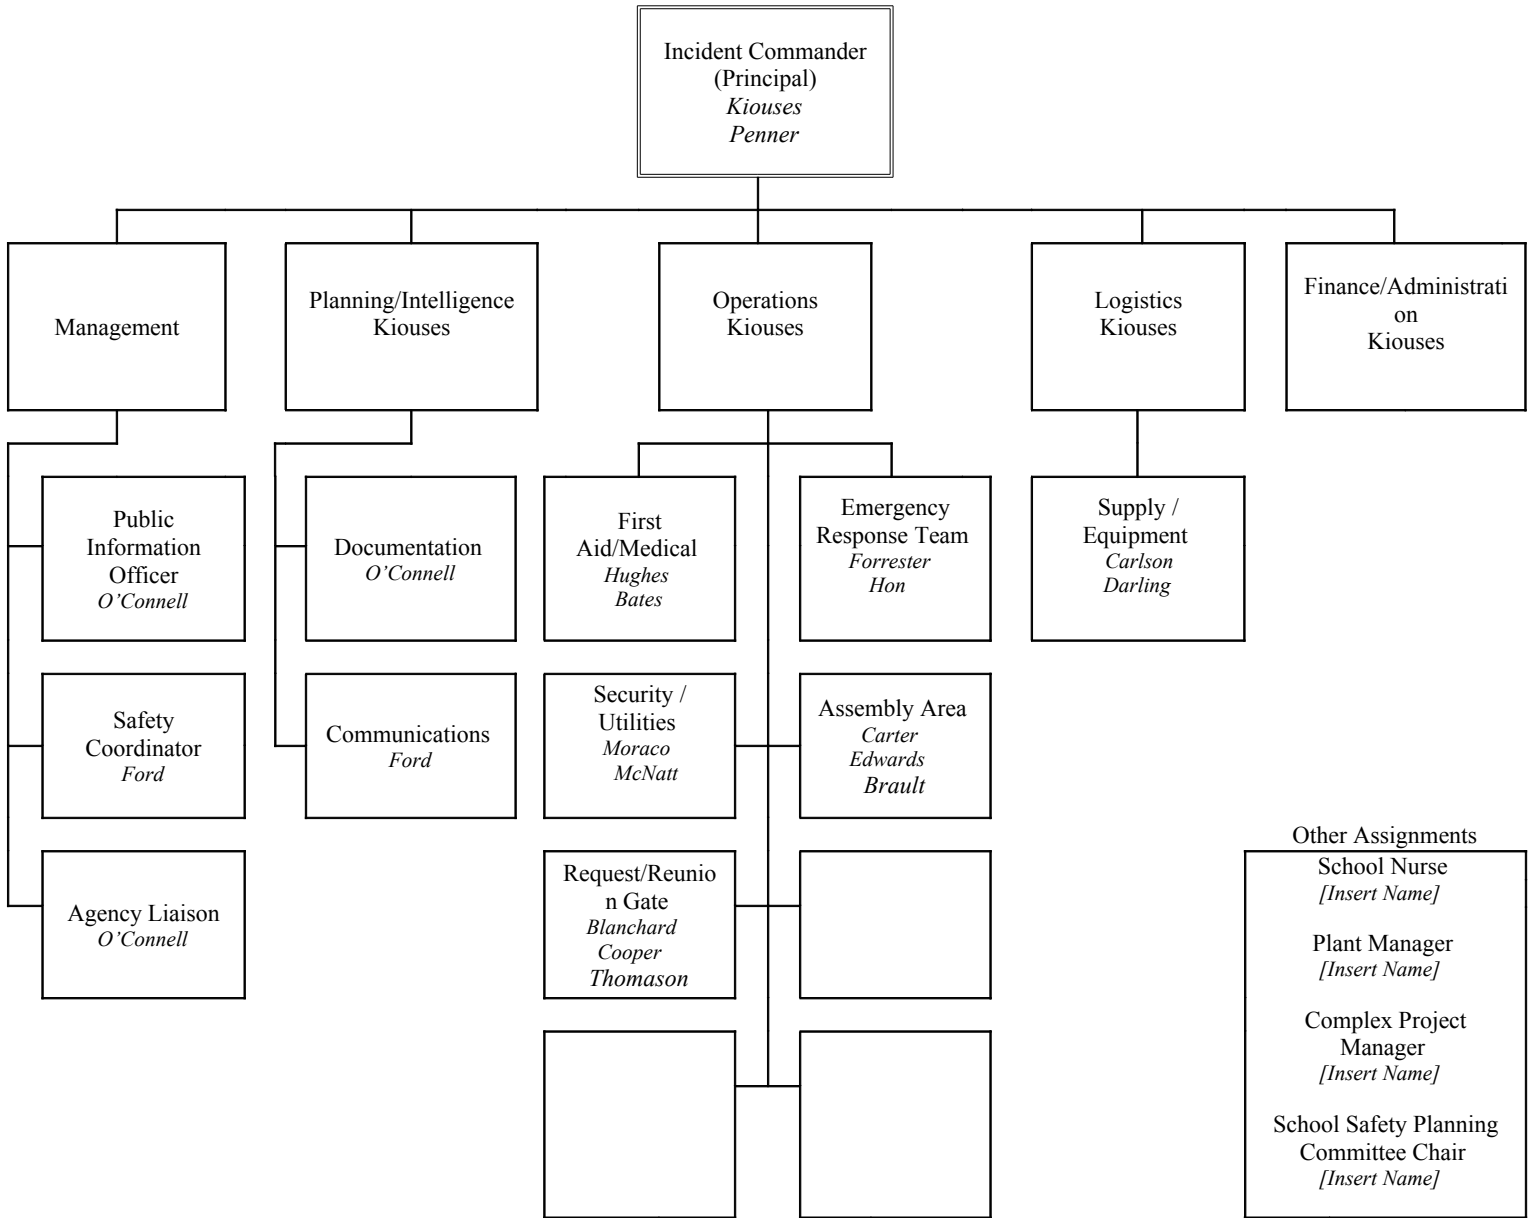 Incident Commander
(Principal)
Kiouses
Penner
Management
Planning/Intelligence
Kiouses
Operations
Kiouses
Logistics
Kiouses
Finance/Administrati
on
Kiouses
Public
Information
Officer
O’Connell
Documentation
O’Connell
First
Aid/Medical
Hughes
Bates
Emergency
Response Team
Forrester
Hon
Supply /
Equipment
Carlson
Darling
Safety
Coordinator
Ford
Communications
Ford
Security /
Utilities
Moraco
McNatt
Assembly Area
Carter
Edwards
Brault
Agency Liaison
O’Connell
Request/Reunio
n Gate
Blanchard
Cooper
Thomason
Other Assignments
School Nurse
[Insert Name]
Plant Manager
[Insert Name]
Complex Project
Manager
[Insert Name]
School Safety Planning
Committee Chair
[Insert Name]